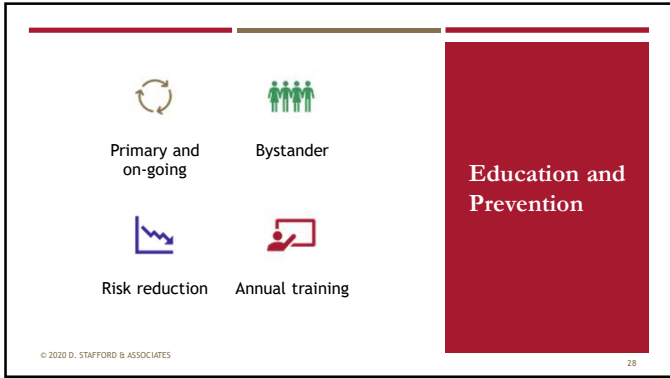 Primary and
on-going
Bystander
Risk reduction
Annual training
Education and
Prevention
© 2020 D. STAFFORD & ASSOCIATES
28